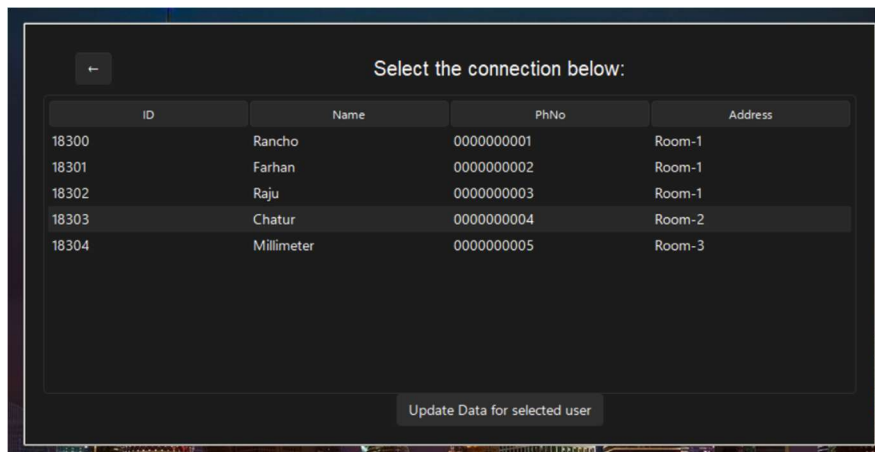 ← Select the connection below:
ID Name PhNo Address
18300 Rancho 0000000001 Room-1
18301 Farhan 0000000002 Room-1
18302 Raju 0000000003 Room-1
18303 Chatur 0000000004 Room-2
18304 Millimeter 0000000005 Room-3
Update Data for selected user